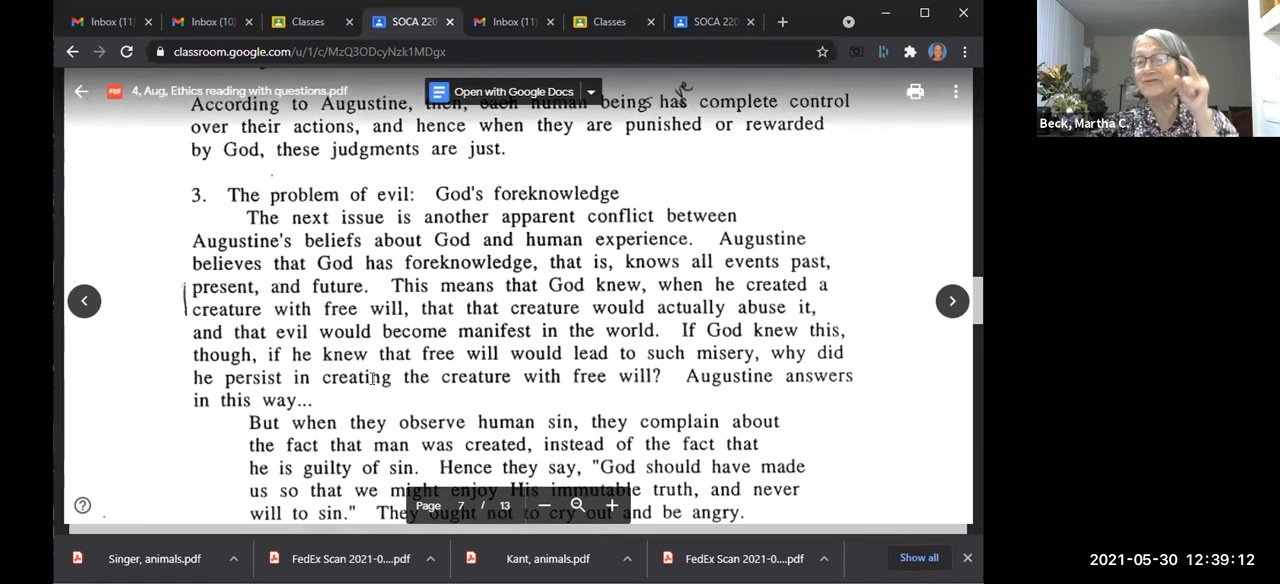 Inbox (11)
Inbox (10)
Classes
SOCA 220
Inbox (11)
Classes
SOCA 220
classroom.google.com/u/1/c/MzQ3ODcyNzk1MDgx
PDF
4, Aug, Ethics reading with questions.pdf
Open with Google Docs
According to Augustine, then, each human beings has ve complete control
over their actions, and hence when they are punished or rewarded
by God, these judgments are just.
3. The problem of evil: God's foreknowledge
The next issue is another apparent conflict between
Augustine's beliefs about God and human experience. Augustine
believes that God has foreknowledge, that is, knows all events past,
present, and future. This means that God knew, when he created a
creature with free will, that that creature would actually abuse it,
and that evil would become manifest in the world. If God knew this,
though, if he knew that free will would lead to such misery, why did
he persist in creating the creature with free will? Augustine answers
in this way...
But when they observe human sin, they complain about
the fact that man was created, instead of the fact that
he is guilty of sin. Hence they say, "God should have made
us so that we might enjoy His immutable truth, and never
will to sin." They ought not to cry out and be angry.
Page 7 / 13
Singer, animals.pdf
FedEx Scan 2021-0....pdf
Kant, animals.pdf
FedEx Scan 2021-0....pdf
Show all
Beck, Martha C.
2021-05-30 12:39:12